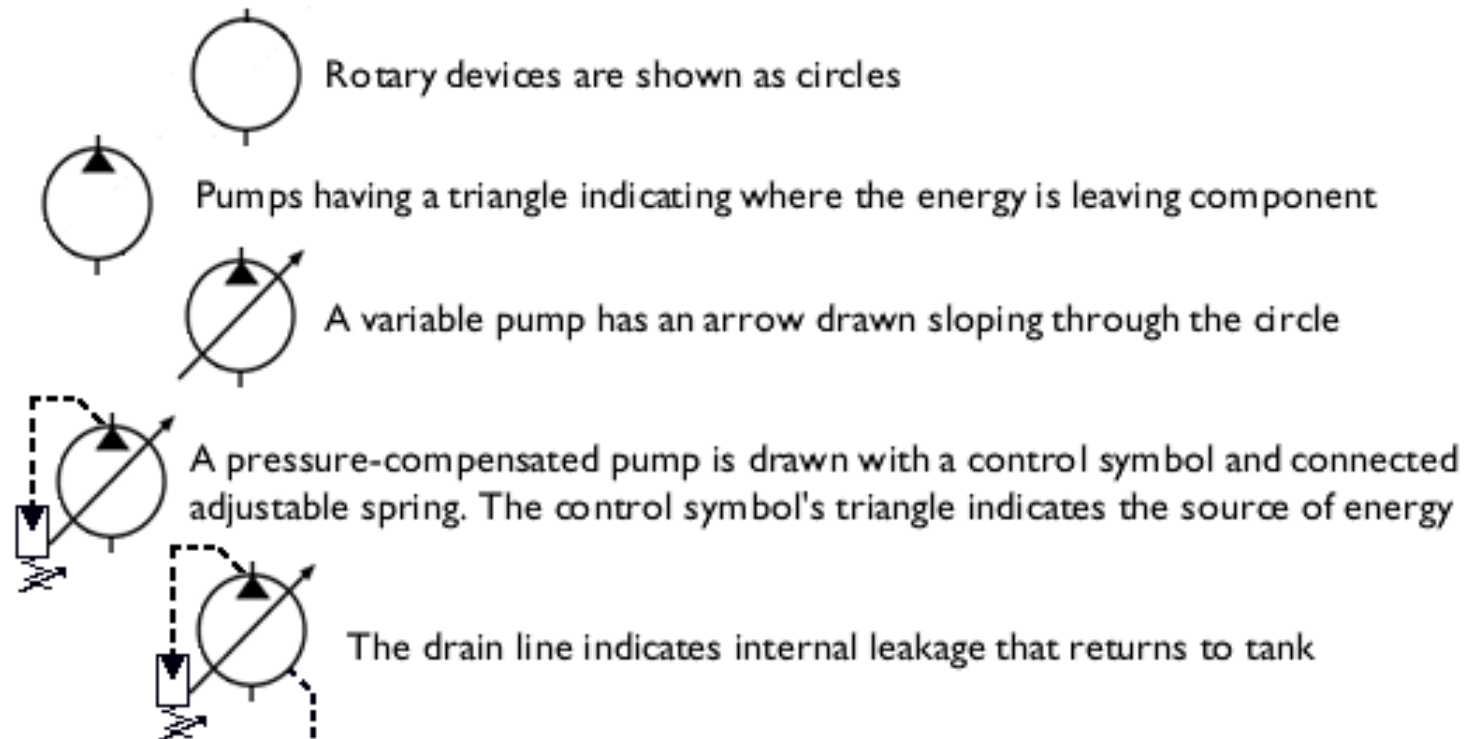 Rotary devices are shown as circles
Pumps having a triangle indicating where the energy is leaving component
A variable pump has an arrow drawn sloping through the circle
A pressure-compensated pump is drawn with a control symbol and connected
adjustable spring. The control symbol's triangle indicates the source of energy
The drain line indicates internal leakage that returns to tank